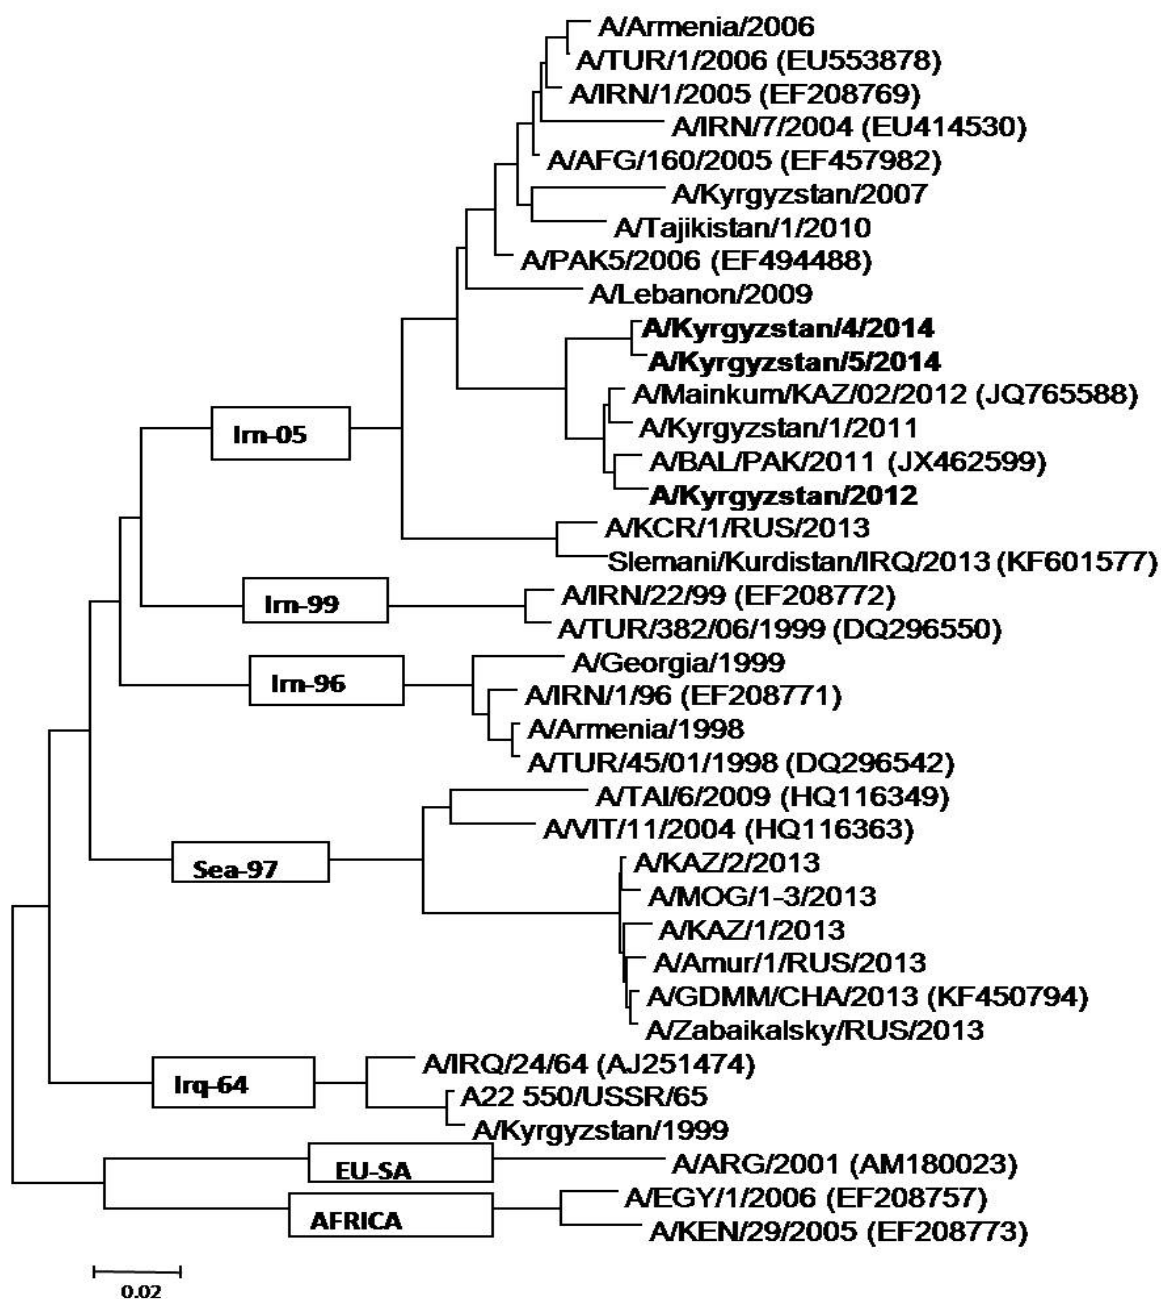 A/Armenia/2006
A/TUR/1/2006 (EU553878)
A/IRN/1/2005 (EF208769)
A/IRN/7/2004 (EU414530)
A/AFG/160/2005 (EF457982)
A/Kyrgyzstan/2007
A/Tajikistan/1/2010
A/PAK5/2006 (EF494488)
A/Lebanon/2009
A/Kyrgyzstan/4/2014
A/Kyrgyzstan/5/2014
A/Mainkum/KAZ/02/2012 (JQ765588)
Irn-05
A/Kyrgyzstan/1/2011
A/BAL/PAK/2011 (JX462599)
A/Kyrgyzstan/2012
A/KCR/1/RUS/2013
Slemani/Kurdistan/IRQ/2013 (KF601577)
A/IRN/22/99 (EF208772)
Irn-99
A/TUR/382/06/1999 (DQ296550)
A/Georgia/1999
Irn-96
A/IRN/1/96 (EF208771)
A/Armenia/1998
A/TUR/45/01/1998 (DQ296542)
A/TAI/6/2009 (HQ116349)
A/VIT/11/2004 (HQ116363)
A/KAZ/2/2013
Sea-97
A/MOG/1-3/2013
A/KAZ/1/2013
A/Amur/1/RUS/2013
A/GDMM/CHA/2013 (KF450794)
A/Zabaikalsky/RUS/2013
A/IRQ/24/64 (AJ251474)
Irq-64
A22 550/USSR/65
A/Kyrgyzstan/1999
A/ARG/2001 (AM180023)
EU-SA
A/EGY/1/2006 (EF208757)
AFRICA
A/KEN/29/2005 (EF208773)
0.02